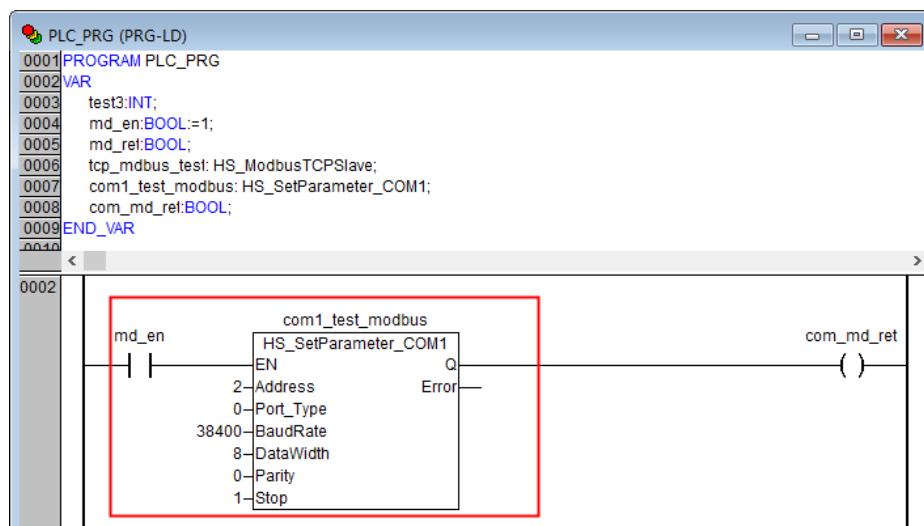 PLC_PRG (PRG-LD)
0001 PROGRAM PLC_PRG
0002 VAR
0003 test3:INT;
0004 md_en:BOOL:=1;
0005 md_ret:BOOL;
0006 tcp_mdbus_test: HS_ModbusTCPSlave;
0007 com1_test_modbus: HS_SetParameter_COM1;
0008 com_md_ret:BOOL;
0009 END_VAR
0010
0002
com1_test_modbus
md_en HS_SetParameter_COM1 com_md_ret
EN Q
2 Address Error
0 Port_Type
38400 BaudRate
8 DataWidth
0 Parity
1 Stop